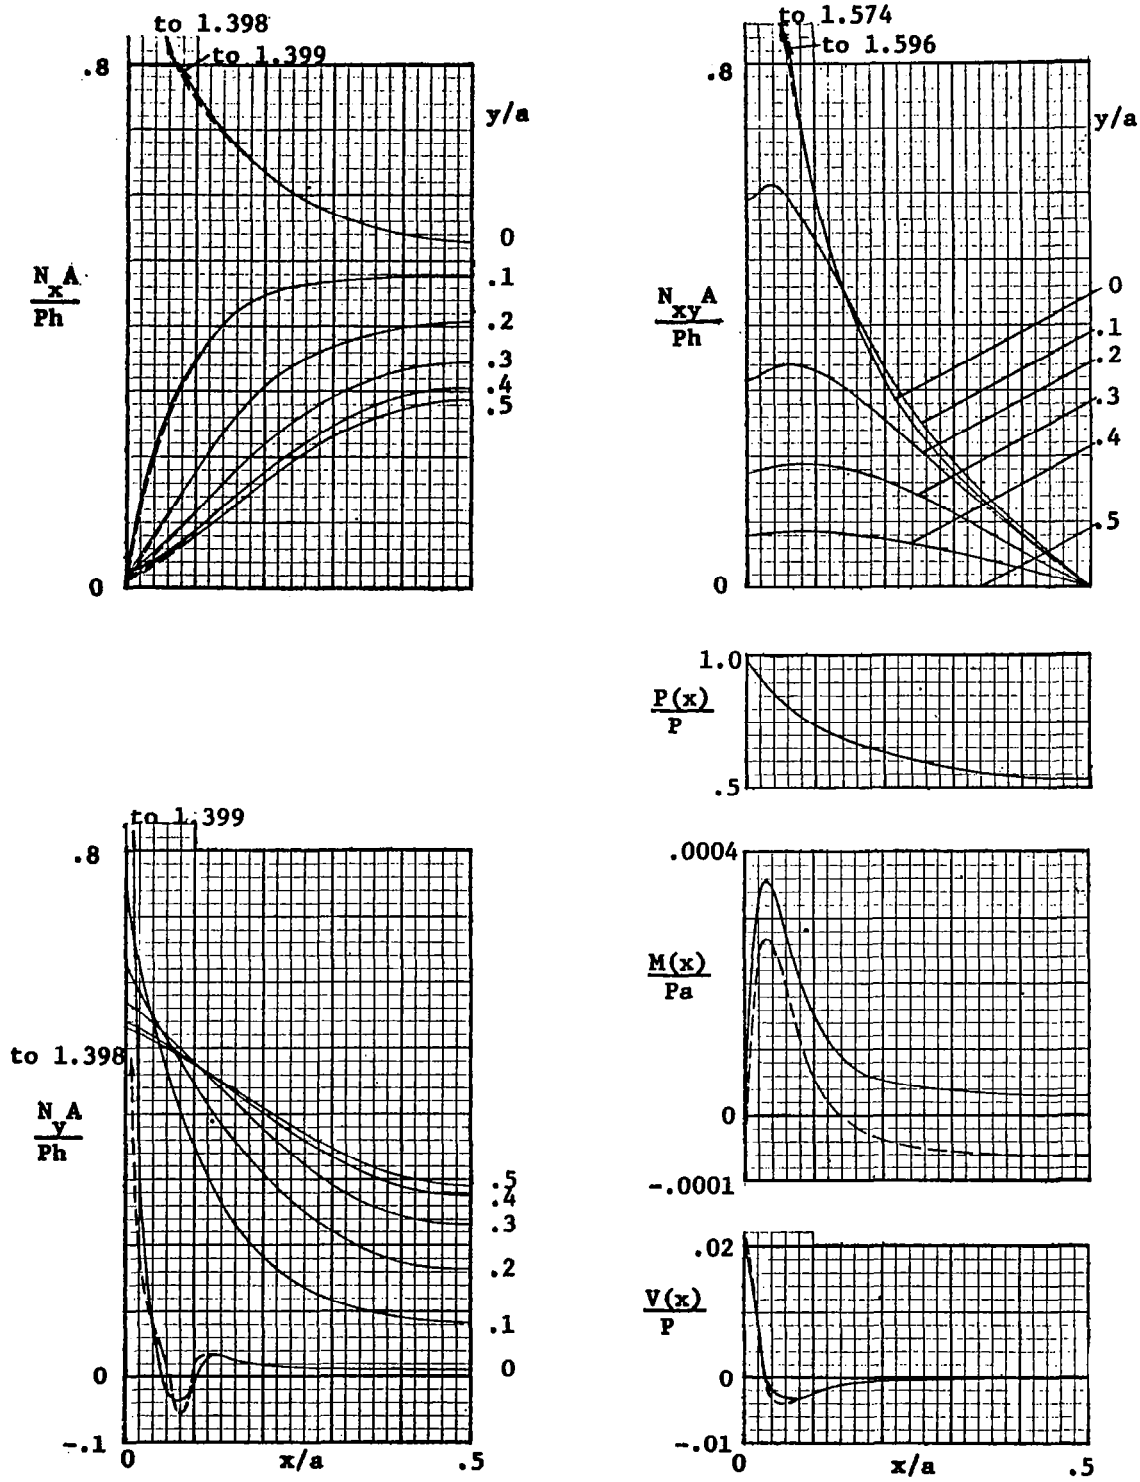 to 1.398
to 1.399
.8
y/a
0
.1
.2
.3
.4
.5
N_xA
Ph
0
to 1.574
to 1.596
.8
y/a
0
.1
.2
.3
.4
.5
N_xyA
Ph
0
1.0
P(x)
P
.5
to 1.399
.8
to 1.398
N_yA
Ph
.5
.4
.3
.2
.1
0
0
-.1
0
x/a
.5
.0004
M(x)
Pa
0
-.0001
.02
V(x)
P
0
-.01
0
x/a
.5